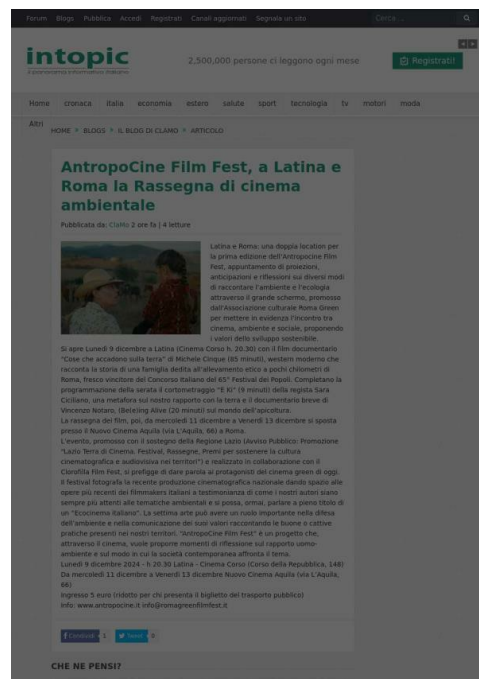 Forum Blogs Pubblica Accedi Registrati Canali aggiornati Segnala un sito Cerca ...
intopic
il panorama informativo italiano
2,500,000 persone ci leggono ogni mese
Registrati!
Home cronaca italia economia estero salute sport tecnologia tv motori moda
Altri
HOME BLOGS IL BLOG DI CLAMO ARTICOLO
AntropoCine Film Fest, a Latina e
Roma la Rassegna di cinema
ambientale
Pubblicata da: ClaMo 2 ore fa | 4 letture
Latina e Roma: una doppia location per
la prima edizione dell'Antropocine Film
Fest, appuntamento di proiezioni,
anticipazioni e riflessioni sui diversi modi
di raccontare l'ambiente e l'ecologia
attraverso il grande schermo, promosso
dall'Associazione culturale Roma Green
per mettere in evidenza l'incontro tra
cinema, ambiente e sociale, proponendo
i valori dello sviluppo sostenibile.
Si apre Lunedì 9 dicembre a Latina (Cinema Corso h. 20.30) con il film documentario
"Cose che accadono sulla terra" di Michele Cinque (85 minuti), western moderno che
racconta la storia di una famiglia dedita all'allevamento etico a pochi chilometri di
Roma, fresco vincitore del Concorso Italiano del 65° Festival dei Popoli. Completano la
programmazione della serata il cortometraggio "E Ki" (9 minuti) della regista Sara
Ciciliano, una metafora sul nostro rapporto con la terra e il documentario breve di
Vincenzo Notaro, (Be(e)ing Alive (20 minuti) sul mondo dell'apicoltura.
La rassegna dei film, poi, da mercoledì 11 dicembre a Venerdì 13 dicembre si sposta
presso il Nuovo Cinema Aquila (via L'Aquila, 66) a Roma.
L'evento, promosso con il sostegno della Regione Lazio (Avviso Pubblico: Promozione
"Lazio Terra di Cinema. Festival, Rassegne, Premi per sostenere la cultura
cinematografica e audiovisiva nei territori") e realizzato in collaborazione con il
Clorofilla Film Fest, si prefigge di dare parola ai protagonisti del cinema green di oggi.
Il festival fotografa la recente produzione cinematografica nazionale dando spazio alle
opere più recenti dei filmmakers italiani a testimonianza di come i nostri autori siano
sempre più attenti alle tematiche ambientali e si possa, ormai, parlare a pieno titolo di
un "Ecocinema italiano". La settima arte può avere un ruolo importante nella difesa
dell'ambiente e nella comunicazione dei suoi valori raccontando le buone o cattive
pratiche presenti nei nostri territori. "AntropoCine Film Fest" è un progetto che,
attraverso il cinema, vuole proporre momenti di riflessione sul rapporto uomo-
ambiente e sul modo in cui la società contemporanea affronta il tema.
Lunedì 9 dicembre 2024 - h 20.30 Latina - Cinema Corso (Corso della Repubblica, 148)
Da mercoledì 11 dicembre a Venerdì 13 dicembre Nuovo Cinema Aquila (via L'Aquila,
66)
Ingresso 5 euro (ridotto per chi presenta il biglietto del trasporto pubblico)
Info: www.antropocine.it info@romagreenfilmfest.it
Condividi 1 Tweet 0
CHE NE PENSI?